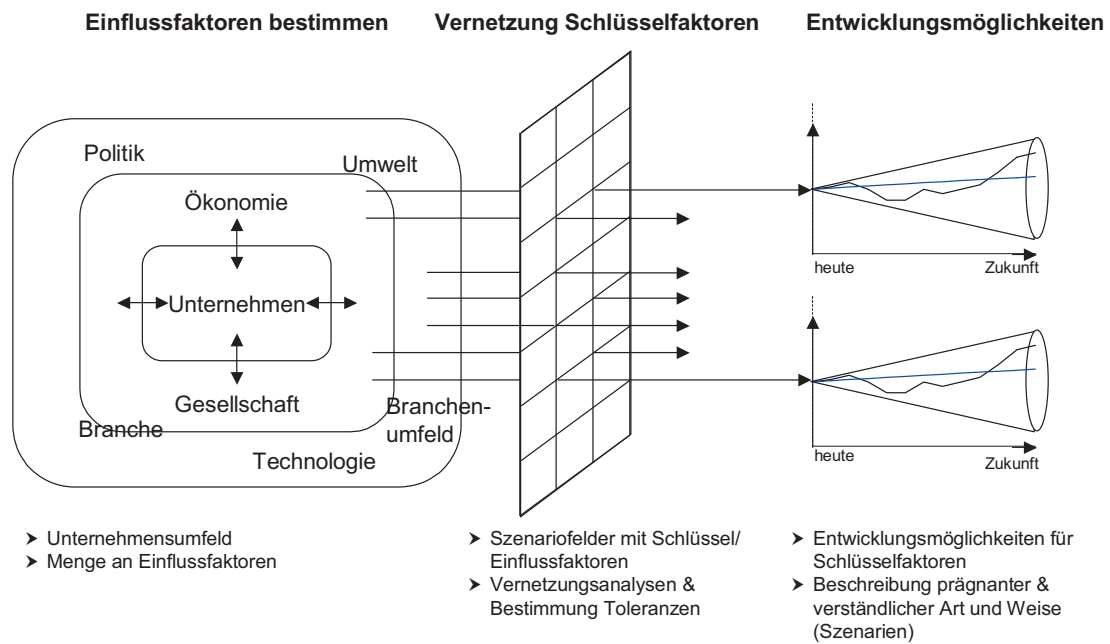 Einflussfaktoren bestimmen
Vernetzung Schlüsselfaktoren
Entwicklungsmöglichkeiten
Politik
Umwelt
Ökonomie
Unternehmen
Gesellschaft
Branche
Branchen-
umfeld
Technologie
heute
Zukunft
heute
Zukunft
➤ Unternehmensumfeld
➤ Menge an Einflussfaktoren
➤ Szenariofelder mit Schlüssel/
Einflussfaktoren
➤ Vernetzungsanalysen &
Bestimmung Toleranzen
➤ Entwicklungsmöglichkeiten für
Schlüsselfaktoren
➤ Beschreibung prägnanter &
verständlicher Art und Weise
(Szenarien)